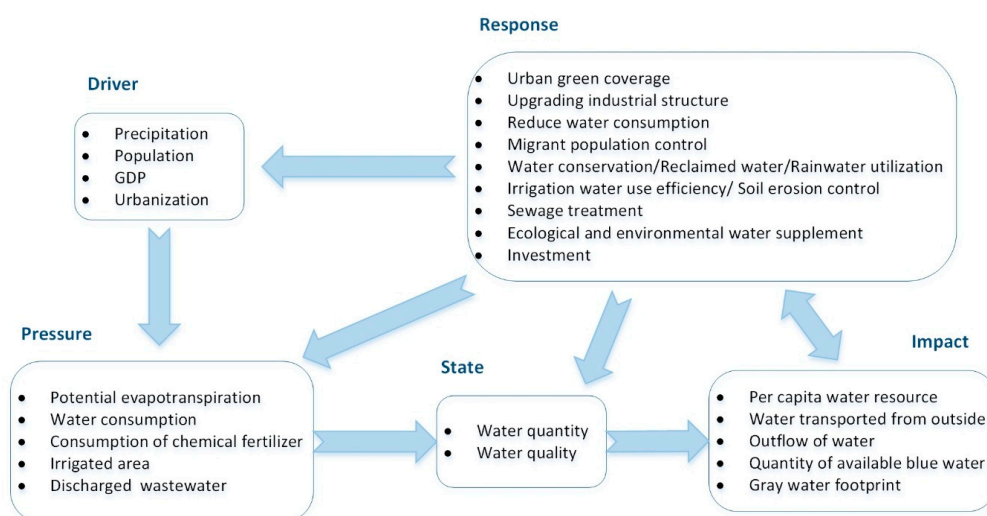 Response
Urban green coverage
Upgrading industrial structure
Reduce water consumption
Migrant population control
Water conservation/Reclaimed water/Rainwater utilization
Irrigation water use efficiency/ Soil erosion control
Sewage treatment
Ecological and environmental water supplement
Investment
Driver
Precipitation
Population
GDP
Urbanization
Pressure
Potential evapotranspiration
Water consumption
Consumption of chemical fertilizer
Irrigated area
Discharged wastewater
State
Water quantity
Water quality
Impact
Per capita water resource
Water transported from outside
Outflow of water
Quantity of available blue water
Gray water footprint